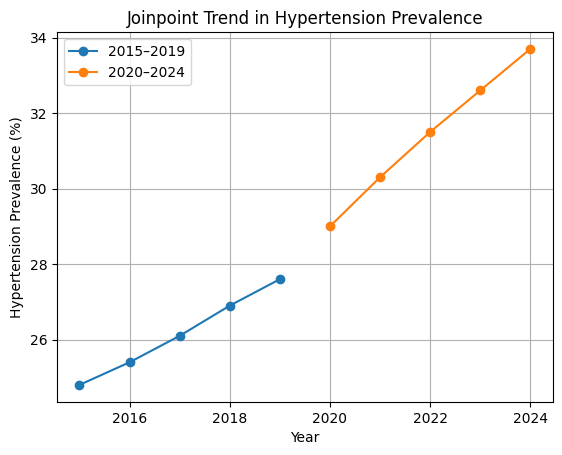 Joinpoint Trend in Hypertension Prevalence
2015–2019
2020–2024
Hypertension Prevalence (%)
34
32
30
28
26
2016 2018 2020 2022 2024
Year